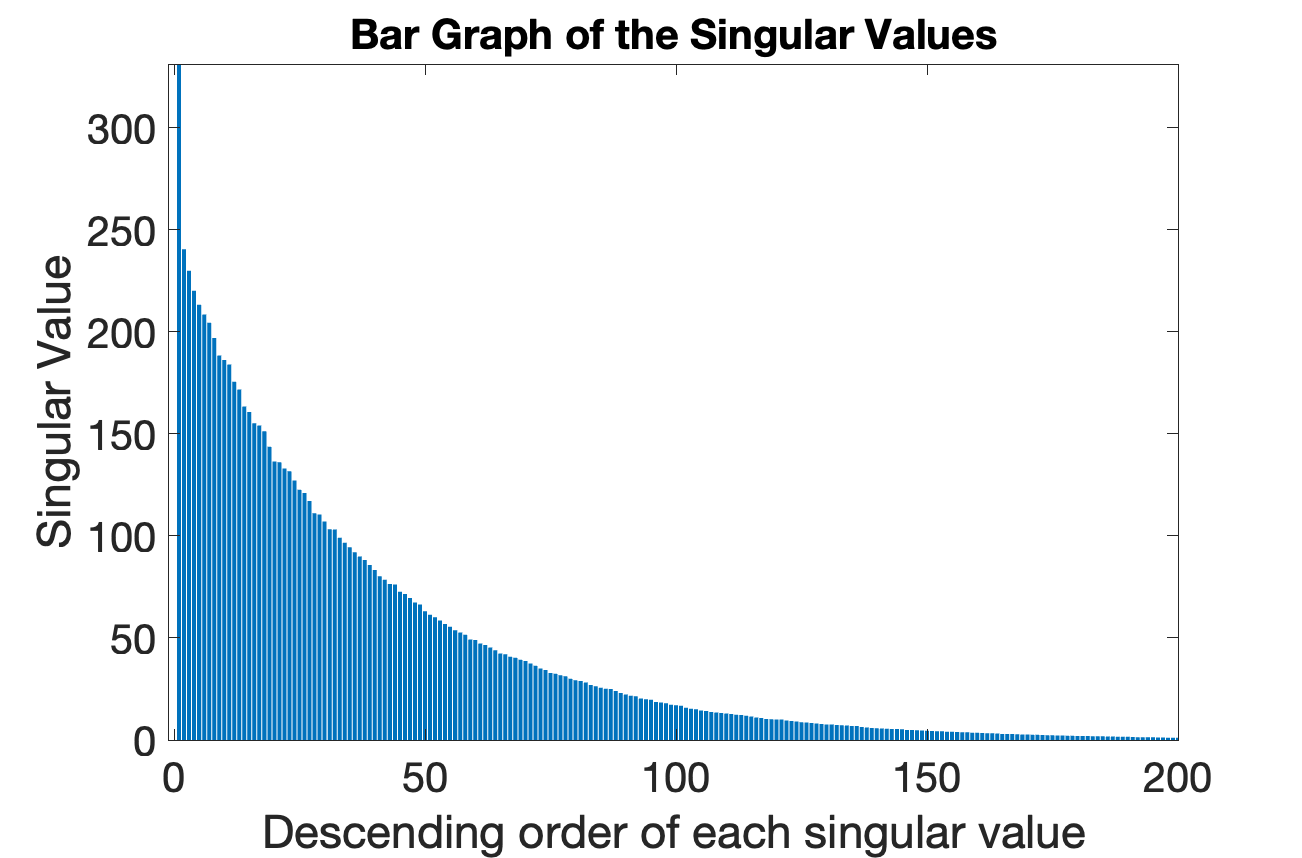 Bar Graph of the Singular Values
300
250
200
150
100
50
0
Singular Value
0 50 100 150 200
Descending order of each singular value